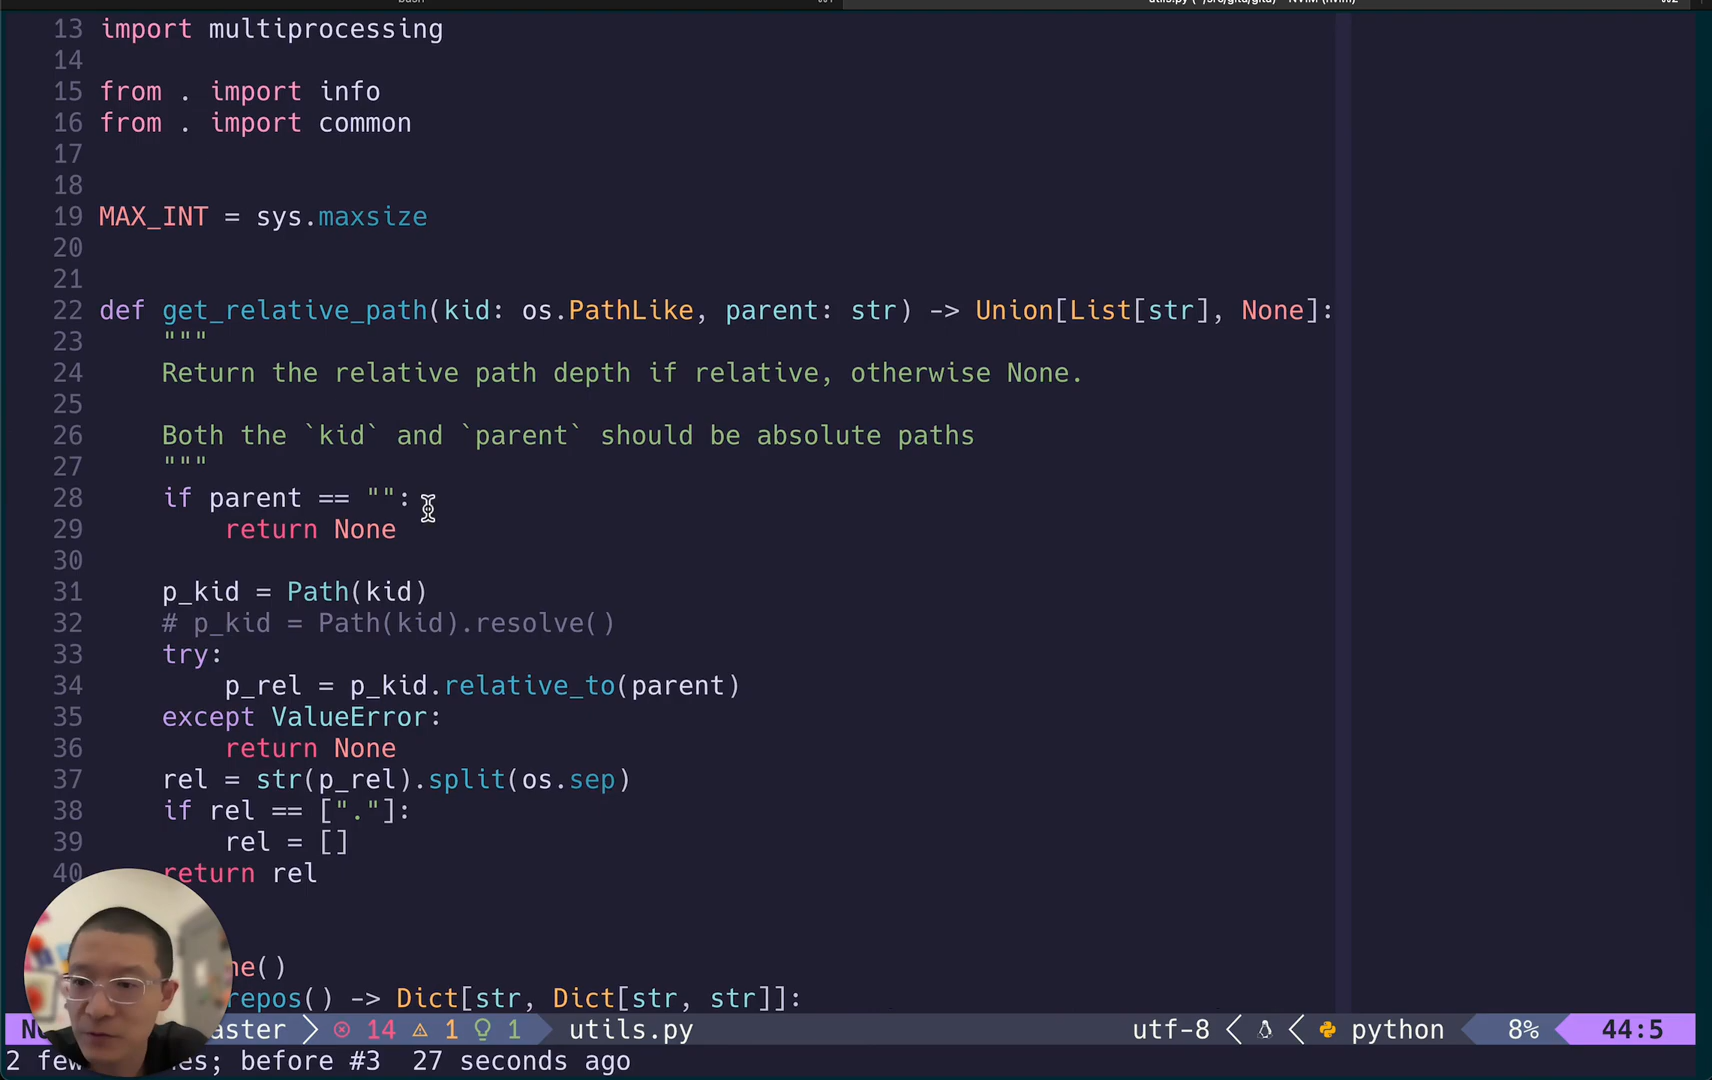 13 import multiprocessing
14
15 from . import info
16 from . import common
17
18
19 MAX_INT = sys.maxsize
20
21
22 def get_relative_path(kid: os.PathLike, parent: str) -> Union[List[str], None]:
23     """
24     Return the relative path depth if relative, otherwise None.
25
26     Both the `kid` and `parent` should be absolute paths
27     """
28     if parent == "":
29         return None
30
31     p_kid = Path(kid)
32     # p_kid = Path(kid).resolve()
33     try:
34         p_rel = p_kid.relative_to(parent)
35     except ValueError:
36         return None
37     rel = str(p_rel).split(os.sep)
38     if rel == ["."]:
39         rel = []
40     return rel
he()
repos() -> Dict[str, Dict[str, str]]:
aster 14 1 1 utils.py utf-8 python 8% 44:5
2 few es; before #3  27 seconds ago